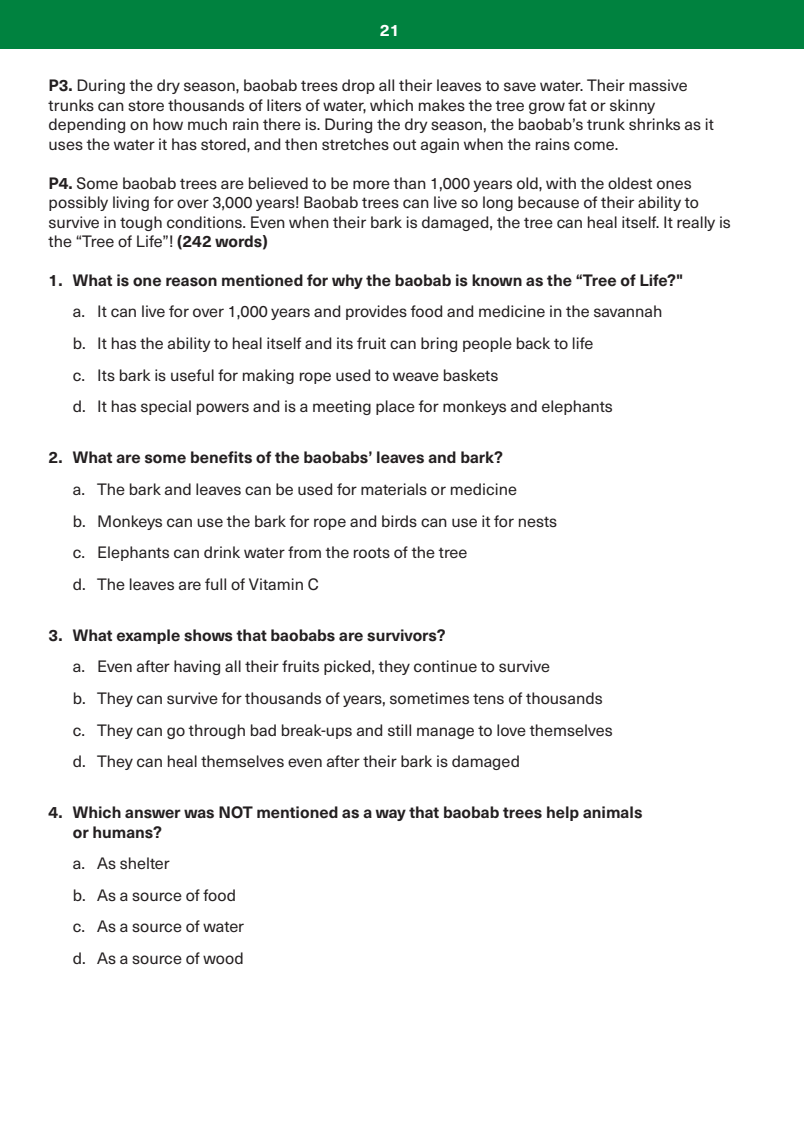 21
P3. During the dry season, baobab trees drop all their leaves to save water. Their massive
trunks can store thousands of liters of water, which makes the tree grow fat or skinny
depending on how much rain there is. During the dry season, the baobab's trunk shrinks as it
uses the water it has stored, and then stretches out again when the rains come.
P4. Some baobab trees are believed to be more than 1,000 years old, with the oldest ones
possibly living for over 3,000 years! Baobab trees can live so long because of their ability to
survive in tough conditions. Even when their bark is damaged, the tree can heal itself. It really is
the “Tree of Life”! (242 words)
1. What is one reason mentioned for why the baobab is known as the “Tree of Life?"
a. It can live for over 1,000 years and provides food and medicine in the savannah
b. It has the ability to heal itself and its fruit can bring people back to life
c. Its bark is useful for making rope used to weave baskets
d. It has special powers and is a meeting place for monkeys and elephants
2. What are some benefits of the baobabs' leaves and bark?
a. The bark and leaves can be used for materials or medicine
b. Monkeys can use the bark for rope and birds can use it for nests
c. Elephants can drink water from the roots of the tree
d. The leaves are full of Vitamin C
3. What example shows that baobabs are survivors?
a. Even after having all their fruits picked, they continue to survive
b. They can survive for thousands of years, sometimes tens of thousands
c. They can go through bad break-ups and still manage to love themselves
d. They can heal themselves even after their bark is damaged
4. Which answer was NOT mentioned as a way that baobab trees help animals
or humans?
a. As shelter
b. As a source of food
c. As a source of water
d. As a source of wood